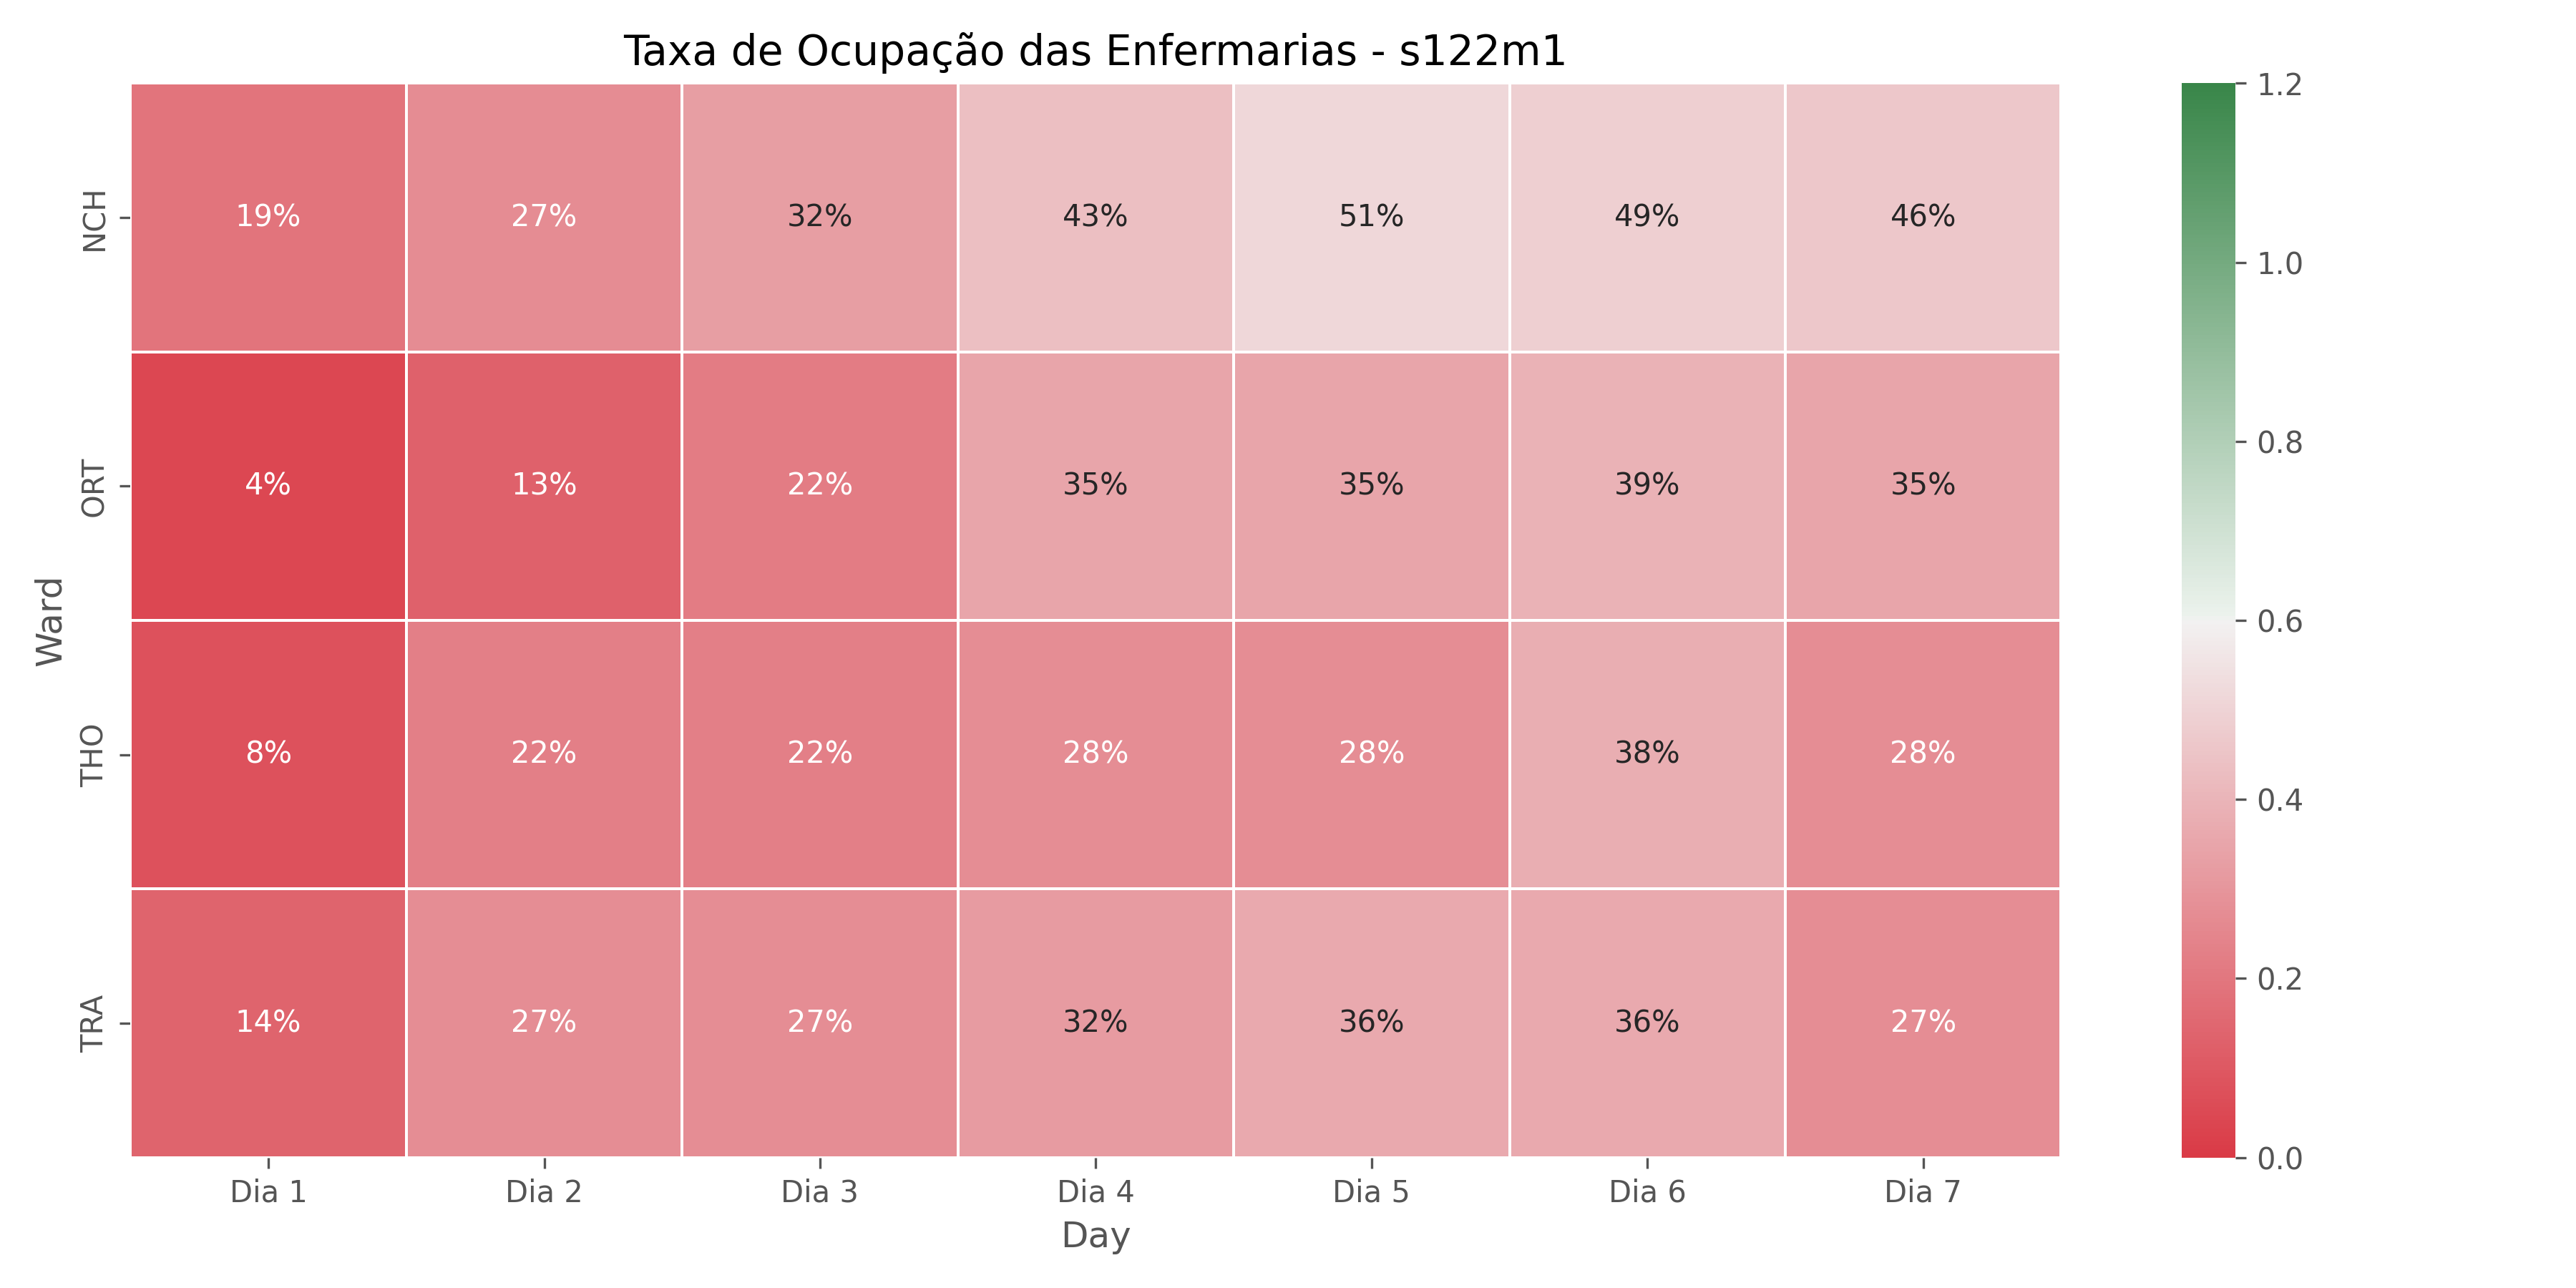 Taxa de Ocupação das Enfermarias - s122m1
NCH 19% 27% 32% 43% 51% 49% 46%
ORT 4% 13% 22% 35% 35% 39% 35%
THO 8% 22% 22% 28% 28% 38% 28%
TRA 14% 27% 27% 32% 36% 36% 27%
Ward
Dia 1 Dia 2 Dia 3 Dia 4 Dia 5 Dia 6 Dia 7
Day
1.2
1.0
0.8
0.6
0.4
0.2
0.0